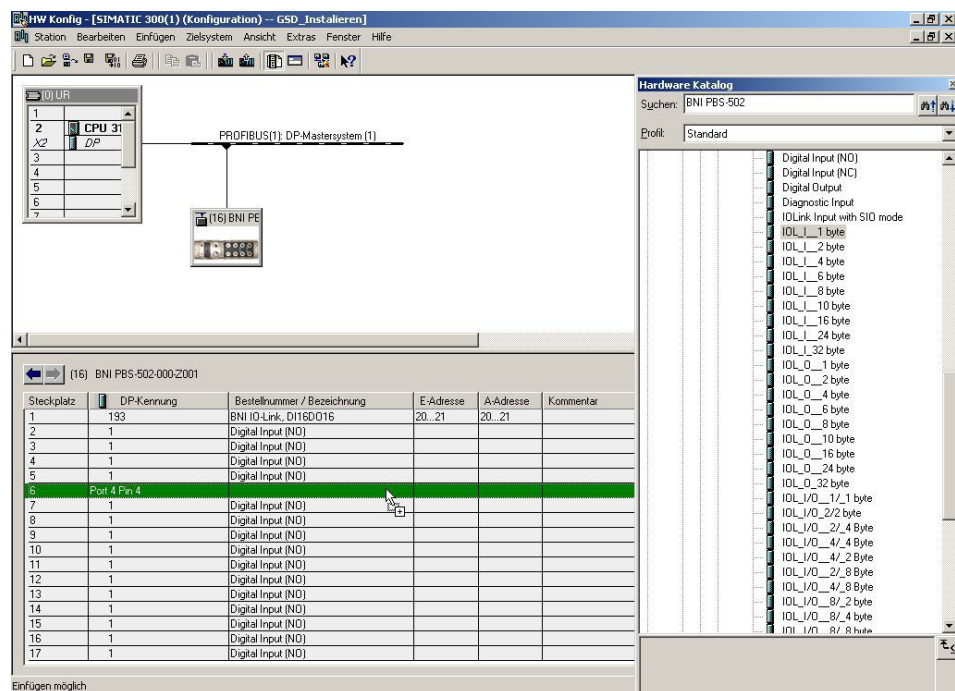 HW Konfig - [SIMATIC 300(1) (Konfiguration) -- GSD_Instalieren]
Station Bearbeiten Einfügen Zielsystem Ansicht Extras Fenster Hilfe
(0) UR
1
2 CPU 31
X2 DP
3
4
5
6
7
PROFIBUS(1): DP-Mastersystem (1)
(16) BNI PE
Hardware Katalog
Suchen: BNI PBS-502
Profil: Standard
Digital Input (NO)
Digital Input (NC)
Digital Output
Diagnostic Input
IOLink Input with SIO mode
IOL_I__1 byte
IOL_I__2 byte
IOL_I__4 byte
IOL_I__6 byte
IOL_I__8 byte
IOL_I__10 byte
IOL_I__16 byte
IOL_I__24 byte
IOL_I_32 byte
IOL_O__1 byte
IOL_O__2 byte
IOL_O__4 byte
IOL_O__6 byte
IOL_O__8 byte
IOL_O__10 byte
IOL_O__16 byte
IOL_O__24 byte
IOL_O_32 byte
IOL_I/O__1/_1 byte
IOL_I/O_2/2 byte
IOL_I/O__2/_4 Byte
IOL_I/O__4/_4 Byte
IOL_I/O__4/_2 Byte
IOL_I/O__2/_8 Byte
IOL_I/O__4/_8 Byte
IOL_I/O__8/_2 byte
IOL_I/O__8/_4 byte
IOL_I/O__8/_8 byte
(16) BNI PBS-502-000-Z001
Steckplatz DP-Kennung Bestellnummer / Bezeichnung E-Adresse A-Adresse Kommentar
1 193 BNI IO-Link, DI16DO16 20...21 20...21
2 1 Digital Input (NO)
3 1 Digital Input (NO)
4 1 Digital Input (NO)
5 1 Digital Input (NO)
6 Port 4 Pin 4
7 1 Digital Input (NO)
8 1 Digital Input (NO)
9 1 Digital Input (NO)
10 1 Digital Input (NO)
11 1 Digital Input (NO)
12 1 Digital Input (NO)
13 1 Digital Input (NO)
14 1 Digital Input (NO)
15 1 Digital Input (NO)
16 1 Digital Input (NO)
17 1 Digital Input (NO)
Einfügen möglich